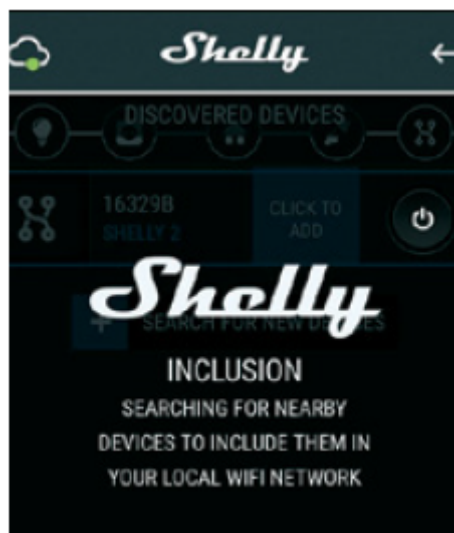 Shelly
DISCOVERED DEVICES
16329B
SHELLY 2
CLICK TO
ADD
Shelly
+ SEARCH FOR NEW DEVICES
INCLUSION
SEARCHING FOR NEARBY
DEVICES TO INCLUDE THEM IN
YOUR LOCAL WIFI NETWORK